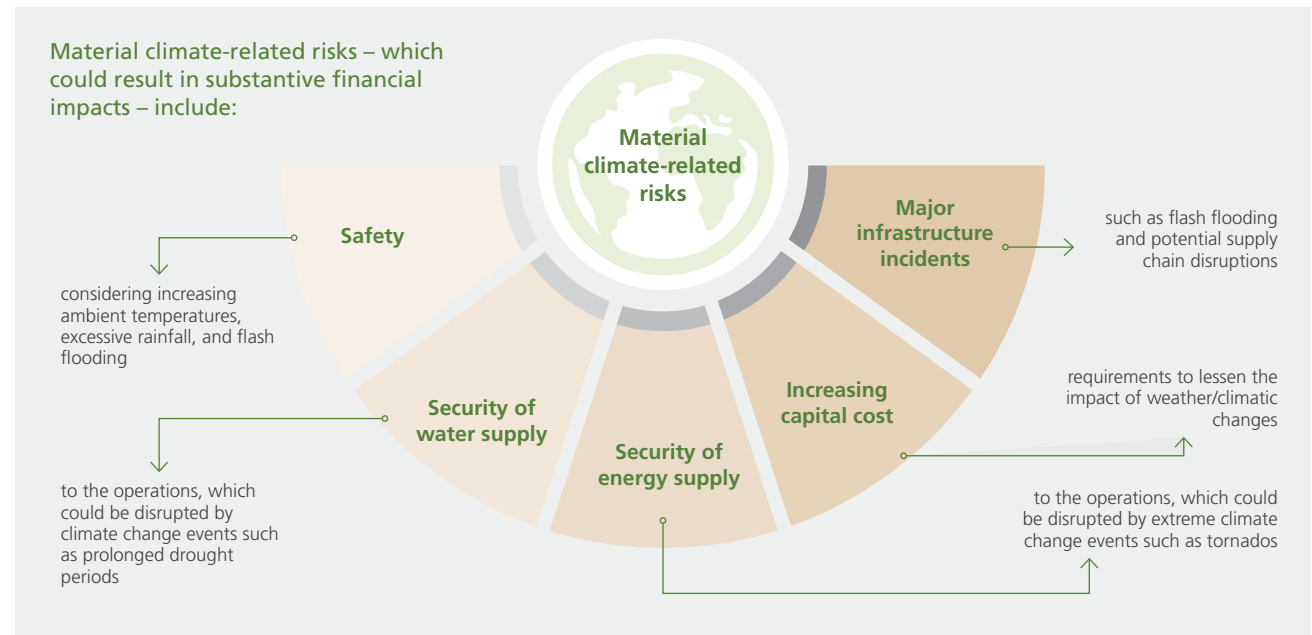 Material climate-related risks – which
could result in substantive financial
impacts – include:
Material
climate-related
risks
Safety
considering increasing
ambient temperatures,
excessive rainfall, and flash
flooding
Security of
water supply
to the operations, which
could be disrupted by
climate change events such
as prolonged drought
periods
Security of
energy supply
to the operations, which could
be disrupted by extreme climate
change events such as tornados
Increasing
capital cost
requirements to lessen the
impact of weather/climatic
changes
Major
infrastructure
incidents
such as flash flooding
and potential supply
chain disruptions